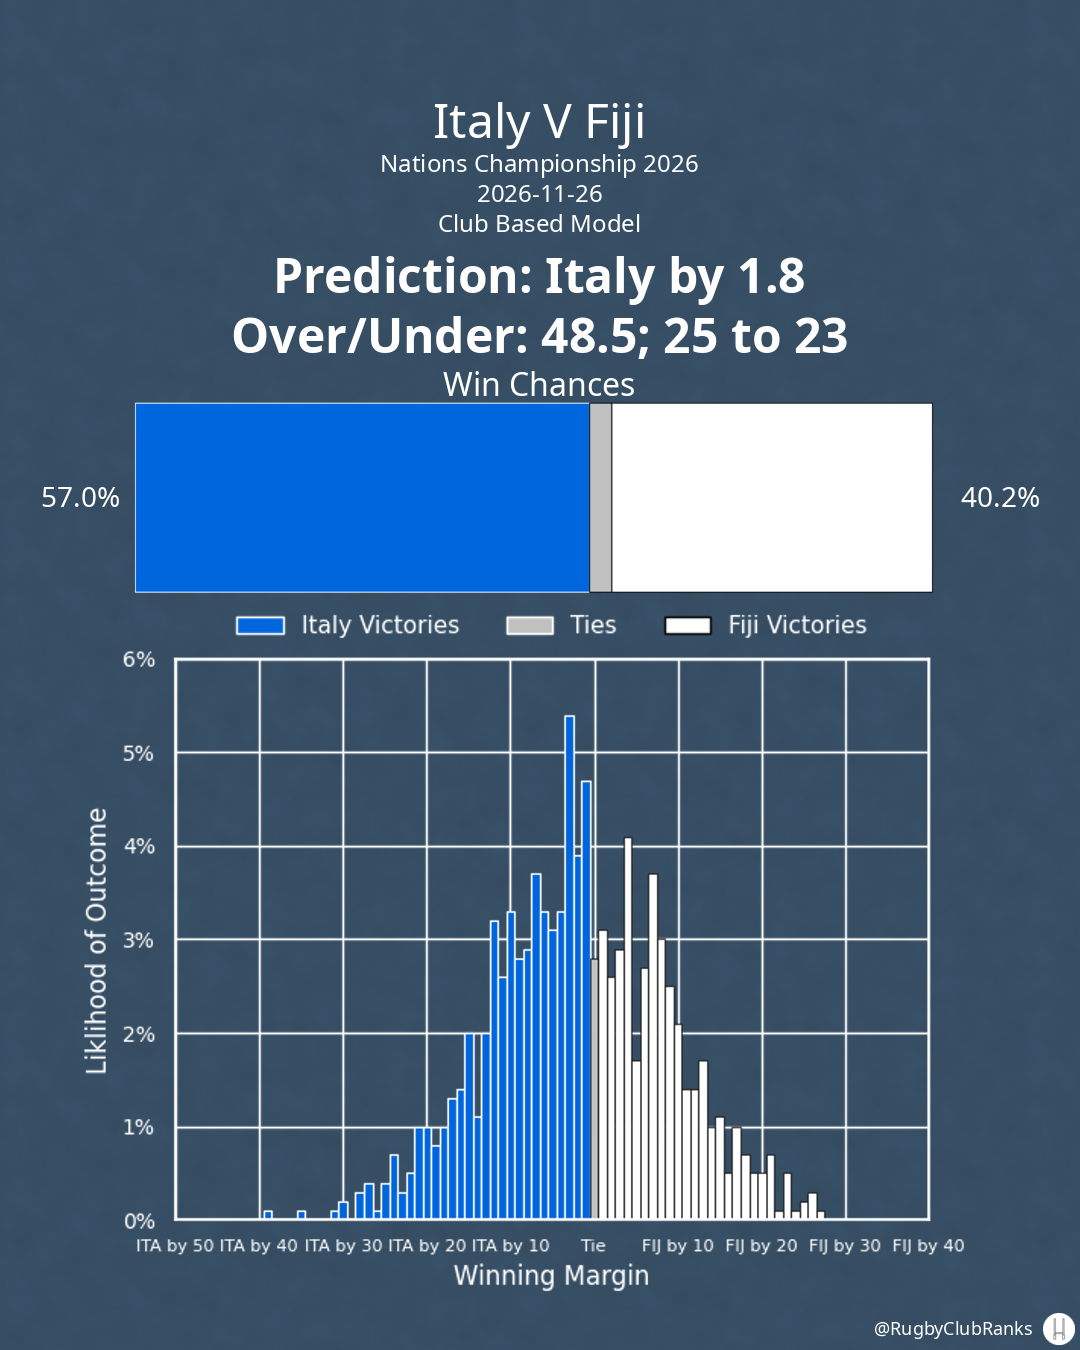 Italy V Fiji
Nations Championship 2026
2026-11-26
Club Based Model
Prediction: Italy by 1.8
Over/Under: 48.5; 25 to 23
Win Chances
57.0%
40.2%
Italy Victories
Ties
Fiji Victories
6%
5%
4%
3%
2%
1%
0%
Liklihood of Outcome
ITA by 50
ITA by 40
ITA by 30
ITA by 20
ITA by 10
Tie
FIJ by 10
FIJ by 20
FIJ by 30
FIJ by 40
Winning Margin
@RugbyClubRanks